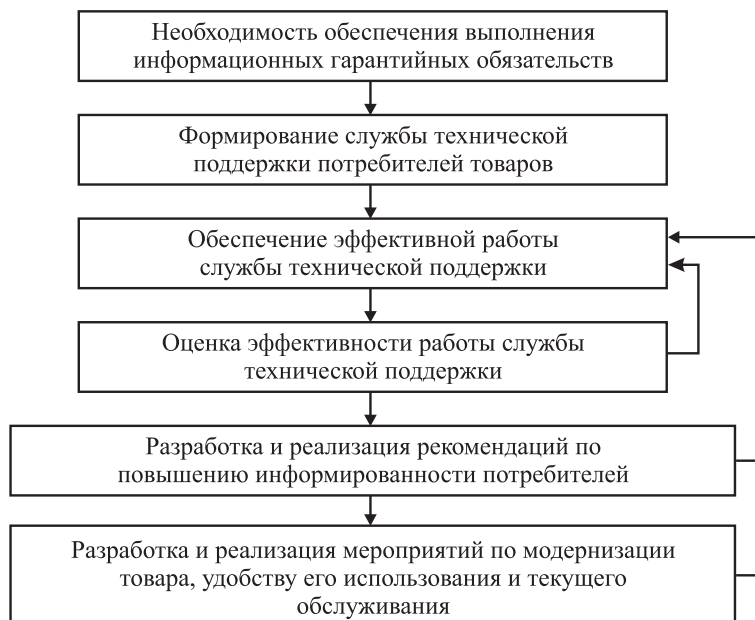 Необходимость обеспечения выполнения
информационных гарантийных обязательств
Формирование службы технической
поддержки потребителей товаров
Обеспечение эффективной работы
службы технической поддержки
Оценка эффективности работы службы
технической поддержки
Разработка и реализация рекомендаций по
повышению информированности потребителей
Разработка и реализация мероприятий по модернизации
товара, удобству его использования и текущего
обслуживания